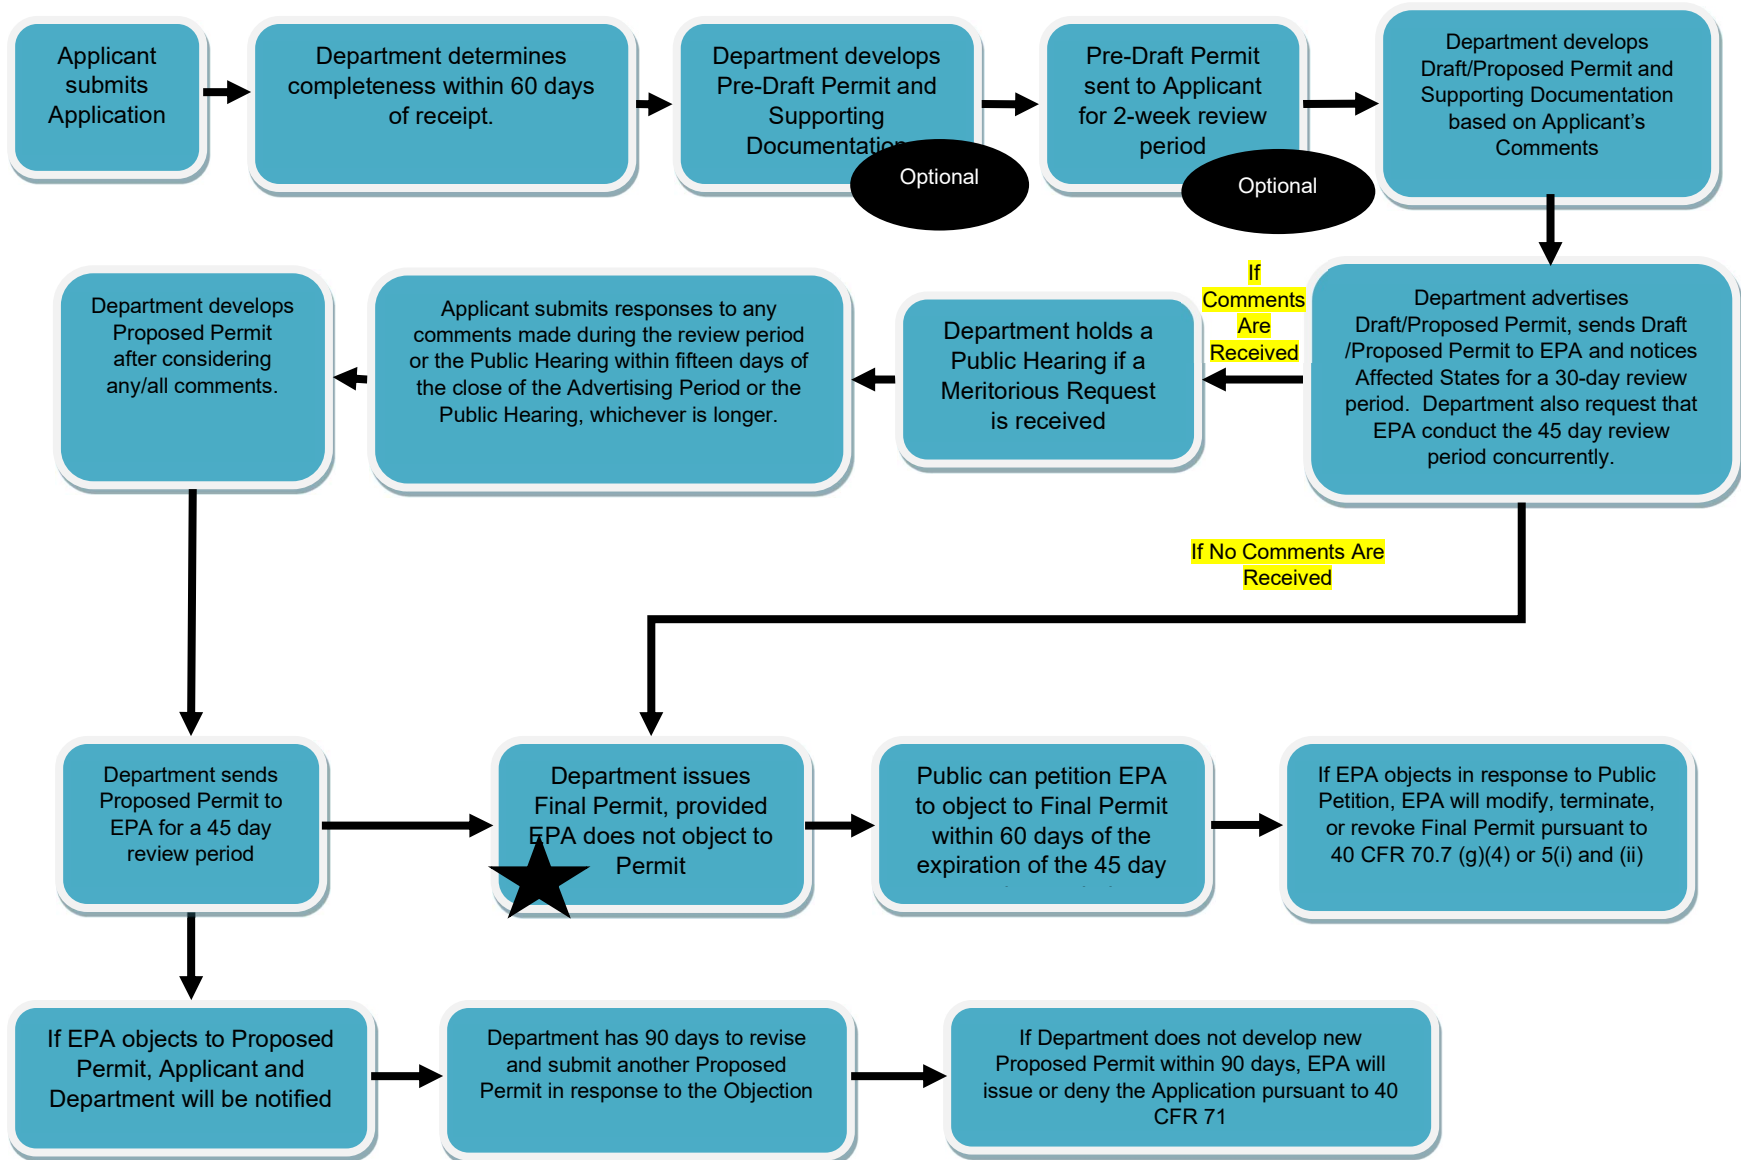 Applicant
submits
Application
Department determines
completeness within 60 days
of receipt.
Department develops
Pre-Draft Permit and
Supporting
Documentation
Optional
Pre-Draft Permit
sent to Applicant
for 2-week review
period
Optional
Department develops
Draft/Proposed Permit and
Supporting Documentation
based on Applicant's
Comments
Department advertises
Draft/Proposed Permit, sends Draft
/Proposed Permit to EPA and notices
Affected States for a 30-day review
period.  Department also request that
EPA conduct the 45 day review
period concurrently.
If
Comments
Are
Received
Department holds a
Public Hearing if a
Meritorious Request
is received
Applicant submits responses to any
comments made during the review period
or the Public Hearing within fifteen days of
the close of the Advertising Period or the
Public Hearing, whichever is longer.
Department develops
Proposed Permit
after considering
any/all comments.
If No Comments Are
Received
Department sends
Proposed Permit to
EPA for a 45 day
review period
Department issues
Final Permit, provided
EPA does not object to
Permit
Public can petition EPA
to object to Final Permit
within 60 days of the
expiration of the 45 day
If EPA objects in response to Public
Petition, EPA will modify, terminate,
or revoke Final Permit pursuant to
40 CFR 70.7 (g)(4) or 5(i) and (ii)
If EPA objects to Proposed
Permit, Applicant and
Department will be notified
Department has 90 days to revise
and submit another Proposed
Permit in response to the Objection
If Department does not develop new
Proposed Permit within 90 days, EPA will
issue or deny the Application pursuant to 40
CFR 71